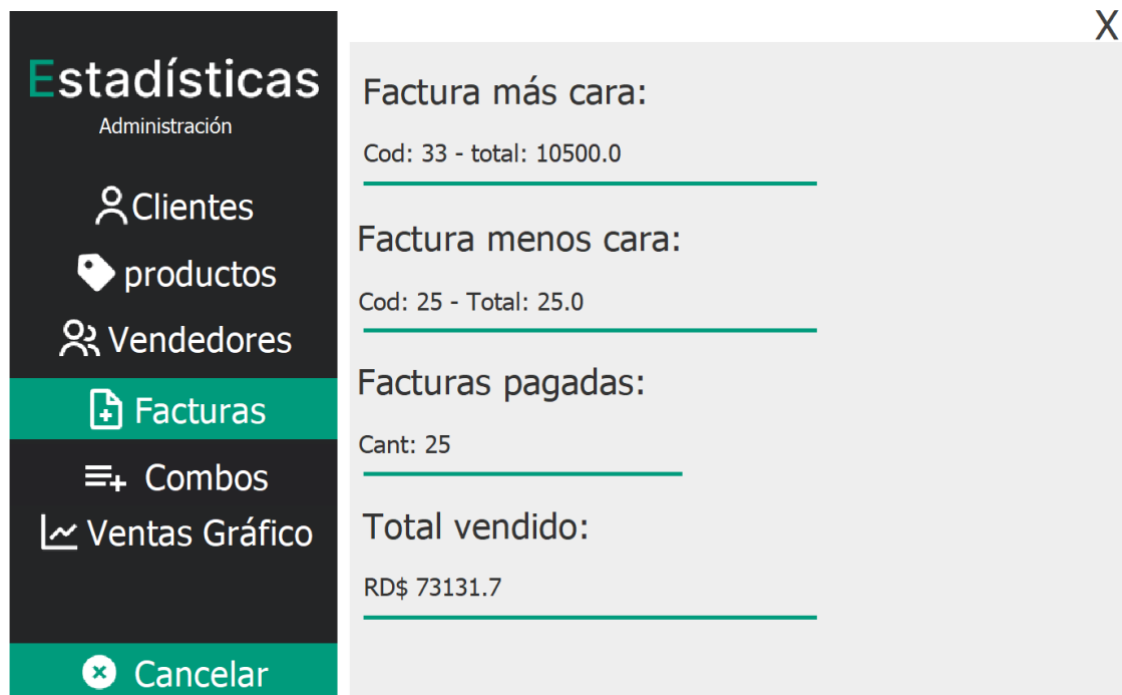 X
Estadísticas
Administración
Clientes
productos
Vendedores
Facturas
Combos
Ventas Gráfico
Cancelar
Factura más cara:
Cod: 33 - total: 10500.0
Factura menos cara:
Cod: 25 - Total: 25.0
Facturas pagadas:
Cant: 25
Total vendido:
RD$ 73131.7